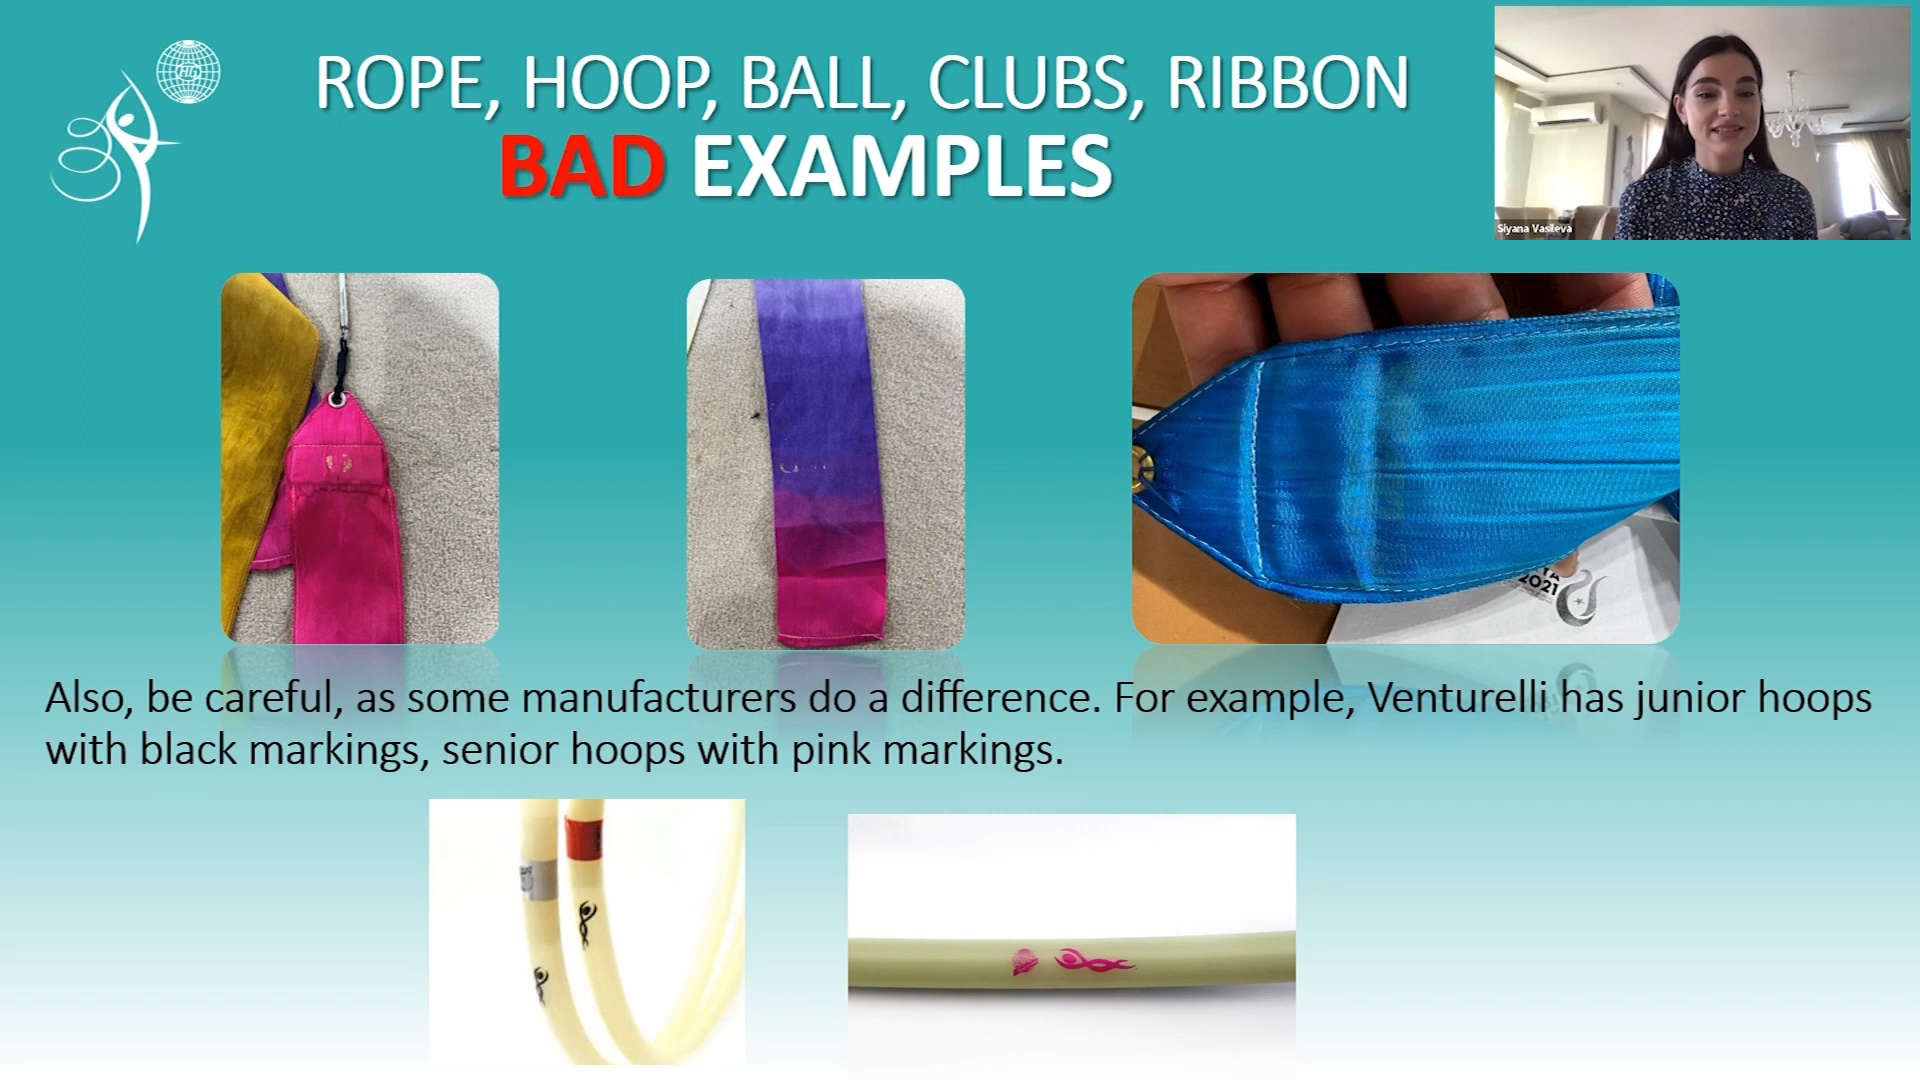 ROPE, HOOP, BALL, CLUBS, RIBBON
BAD EXAMPLES
Siyana Vasileva
2021
Also, be careful, as some manufacturers do a difference. For example, Venturelli has junior hoops
with black markings, senior hoops with pink markings.